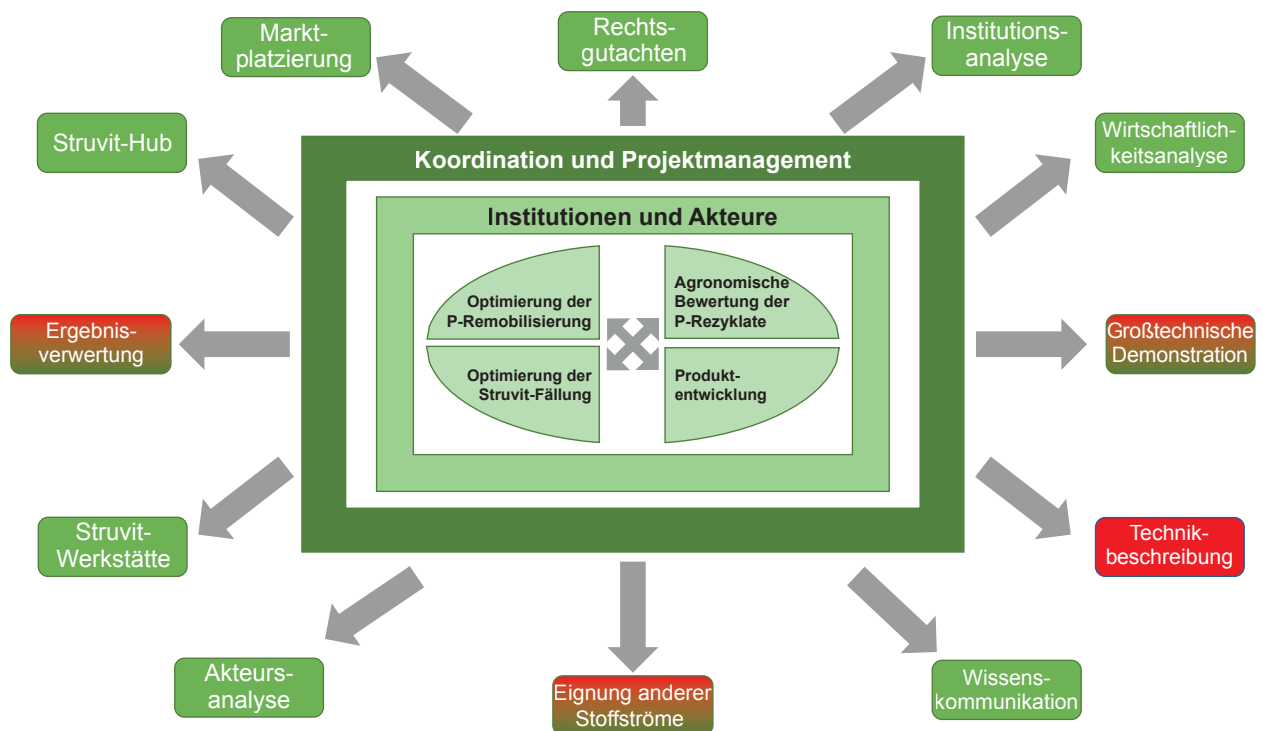 Markt-
platzierung
Rechts-
gutachten
Institutions-
analyse
Struvit-Hub
Wirtschaftlich-
keitsanalyse
Koordination und Projektmanagement
Institutionen und Akteure
Optimierung der
P-Remobilisierung
Agronomische
Bewertung der
P-Rezyklate
Optimierung der
Struvit-Fällung
Produkt-
entwicklung
Ergebnis-
verwertung
Großtechnische
Demonstration
Struvit-
Werkstätte
Technik-
beschreibung
Akteurs-
analyse
Eignung anderer
Stoffströme
Wissens-
kommunikation